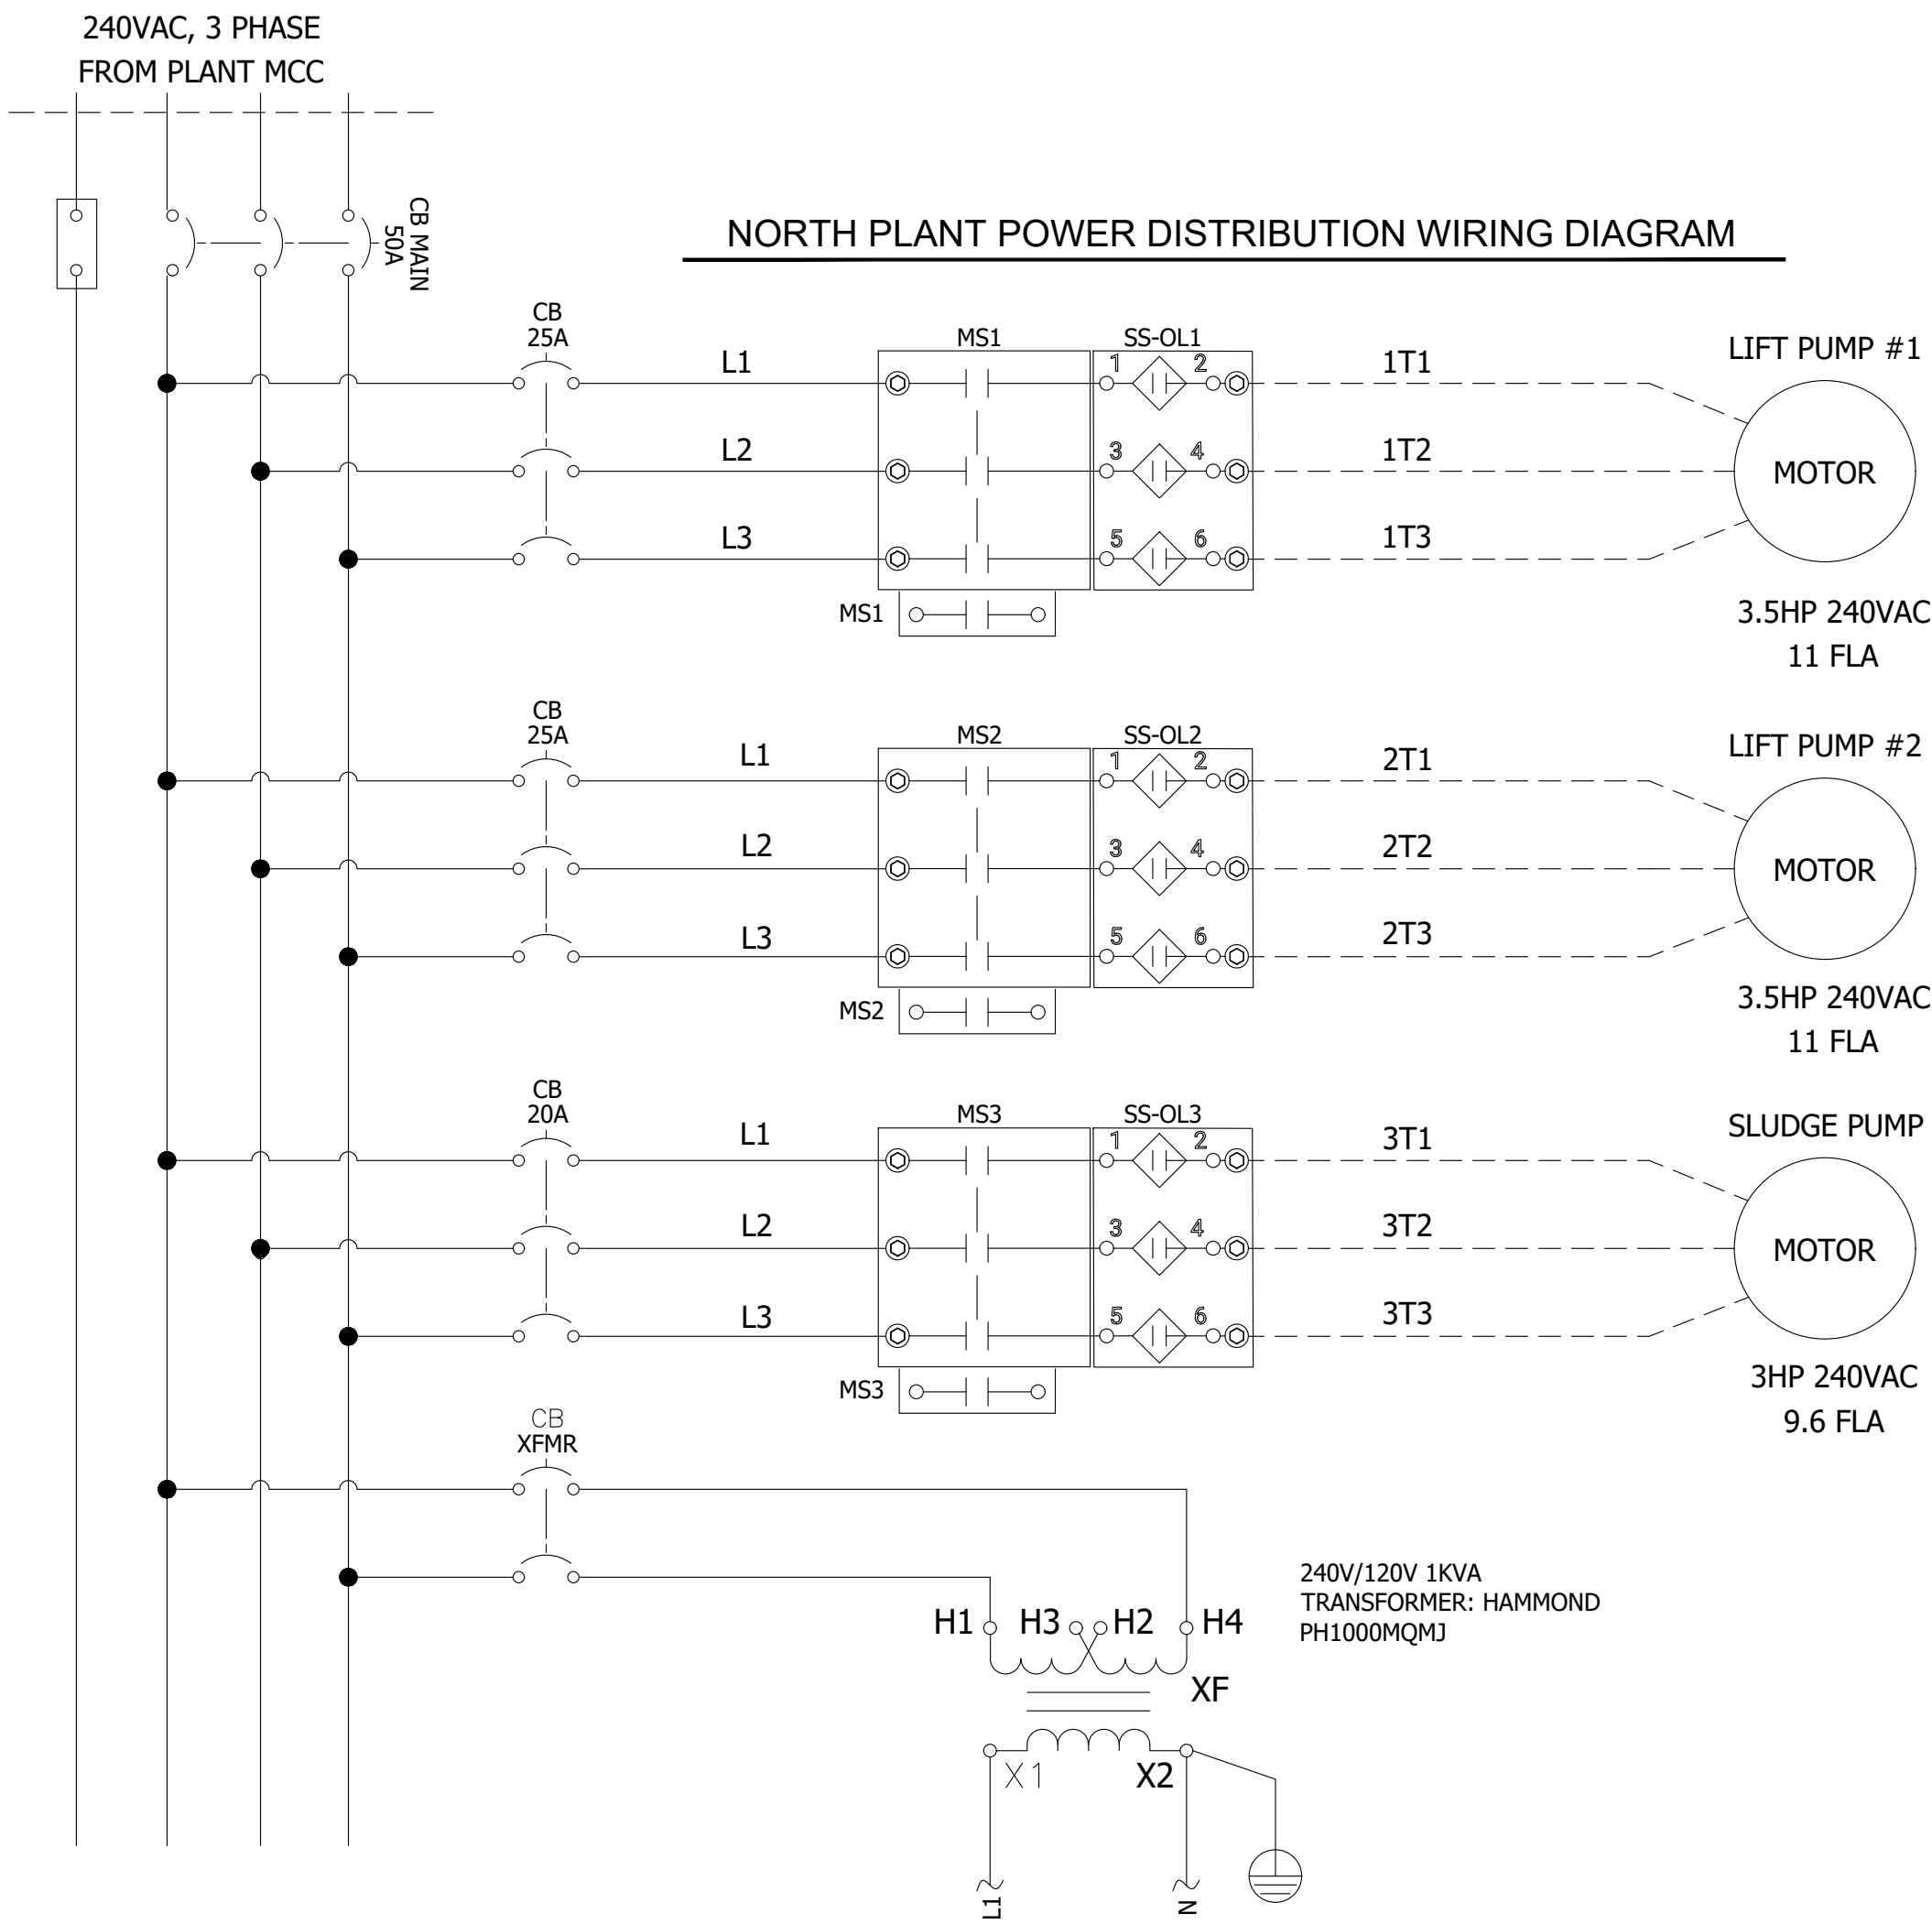 240VAC, 3 PHASE
FROM PLANT MCC
CB MAIN
50A
NORTH PLANT POWER DISTRIBUTION WIRING DIAGRAM
CB
25A
L1
L2
L3
MS1
SS-OL1
1 2
3 4
5 6
MS1
1T1
1T2
1T3
LIFT PUMP #1
MOTOR
3.5HP 240VAC
11 FLA
CB
25A
L1
L2
L3
MS2
SS-OL2
1 2
3 4
5 6
MS2
2T1
2T2
2T3
LIFT PUMP #2
MOTOR
3.5HP 240VAC
11 FLA
CB
20A
L1
L2
L3
MS3
SS-OL3
1 2
3 4
5 6
MS3
3T1
3T2
3T3
SLUDGE PUMP
MOTOR
3HP 240VAC
9.6 FLA
CB
XFMR
240V/120V 1KVA
TRANSFORMER: HAMMOND
PH1000MQMJ
H1 H3 H2 H4
XF
X1 X2
L1 N